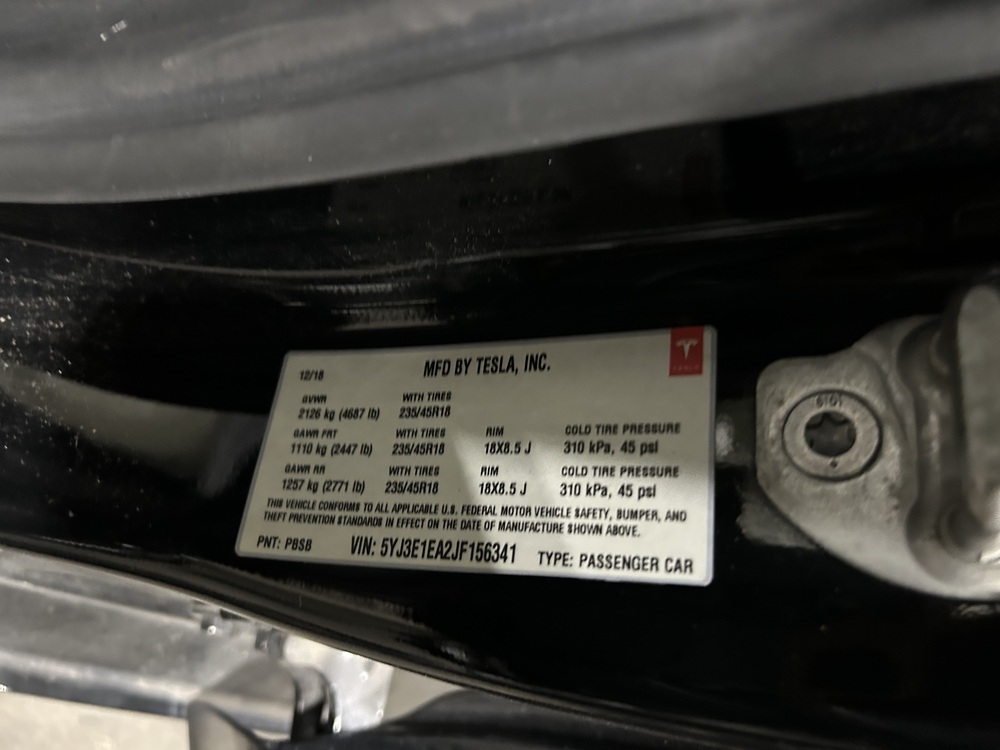 MFD BY TESLA, INC.
TESLA
12/18
GVWR WITH TIRES
2126 kg (4687 lb) 235/45R18
GAWR FRT WITH TIRES RIM COLD TIRE PRESSURE
1110 kg (2447 lb) 235/45R18 18X8.5 J 310 kPa, 45 psi
GAWR RR WITH TIRES RIM COLD TIRE PRESSURE
1257 kg (2771 lb) 235/45R18 18X8.5 J 310 kPa, 45 psi
THIS VEHICLE CONFORMS TO ALL APPLICABLE U.S. FEDERAL MOTOR VEHICLE SAFETY, BUMPER, AND
THEFT PREVENTION STANDARDS IN EFFECT ON THE DATE OF MANUFACTURE SHOWN ABOVE.
PNT: PBSB VIN: 5YJ3E1EA2JF156341 TYPE: PASSENGER CAR